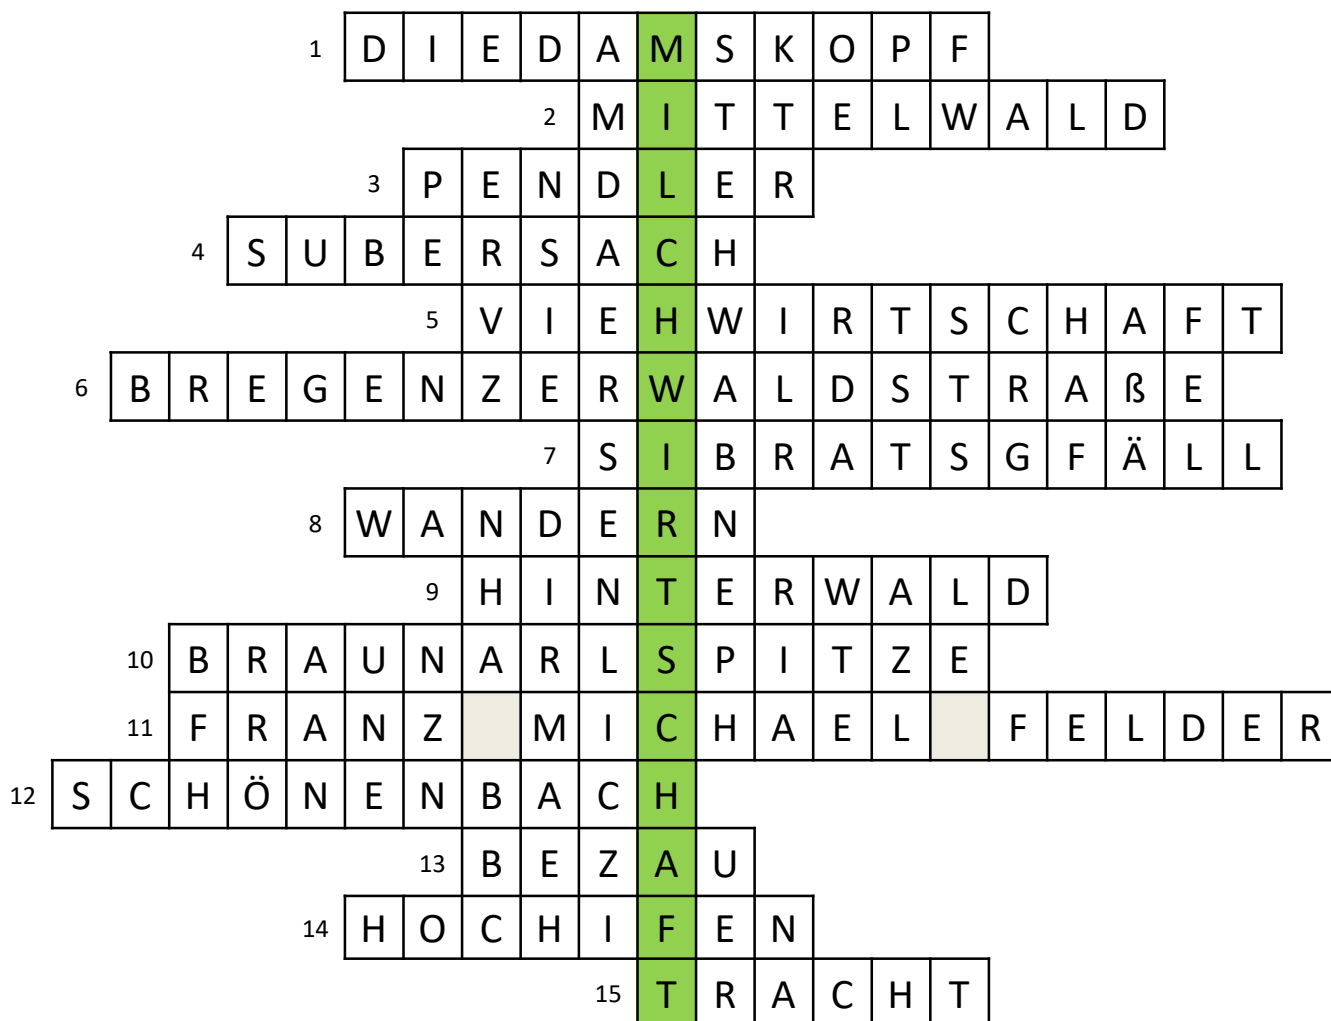 1 DIEDAMSKOPF
2 MITTELWALD
3 PENDLER
4 SUBERSACH
5 VIEHWIRTSCHAFT
6 BREGENZERWALDSTRAßE
7 SIBRATSGFÄLL
8 WANDERN
9 HINTERWALD
10 BRAUNARLSPITZE
11 FRANZ MICHAEL FELDER
12 SCHÖNENBACH
13 BEZAU
14 HOCHIFEN
15 TRACHT